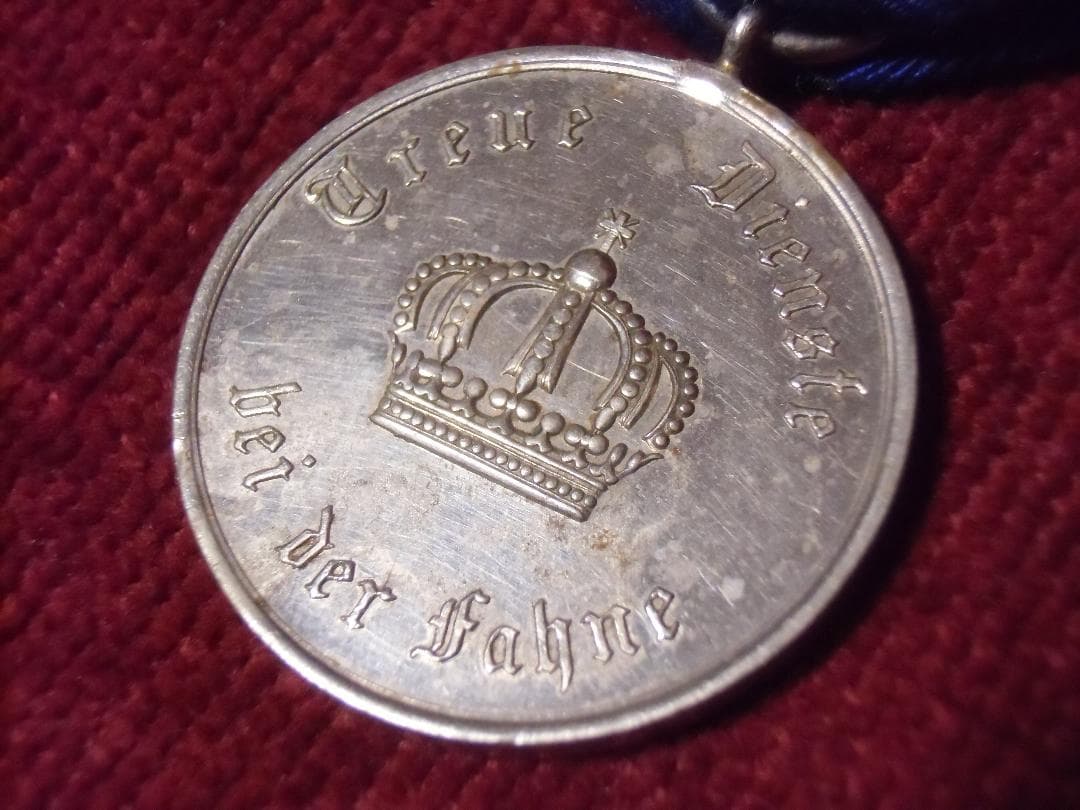 Treue Dienste
bei der Fahne